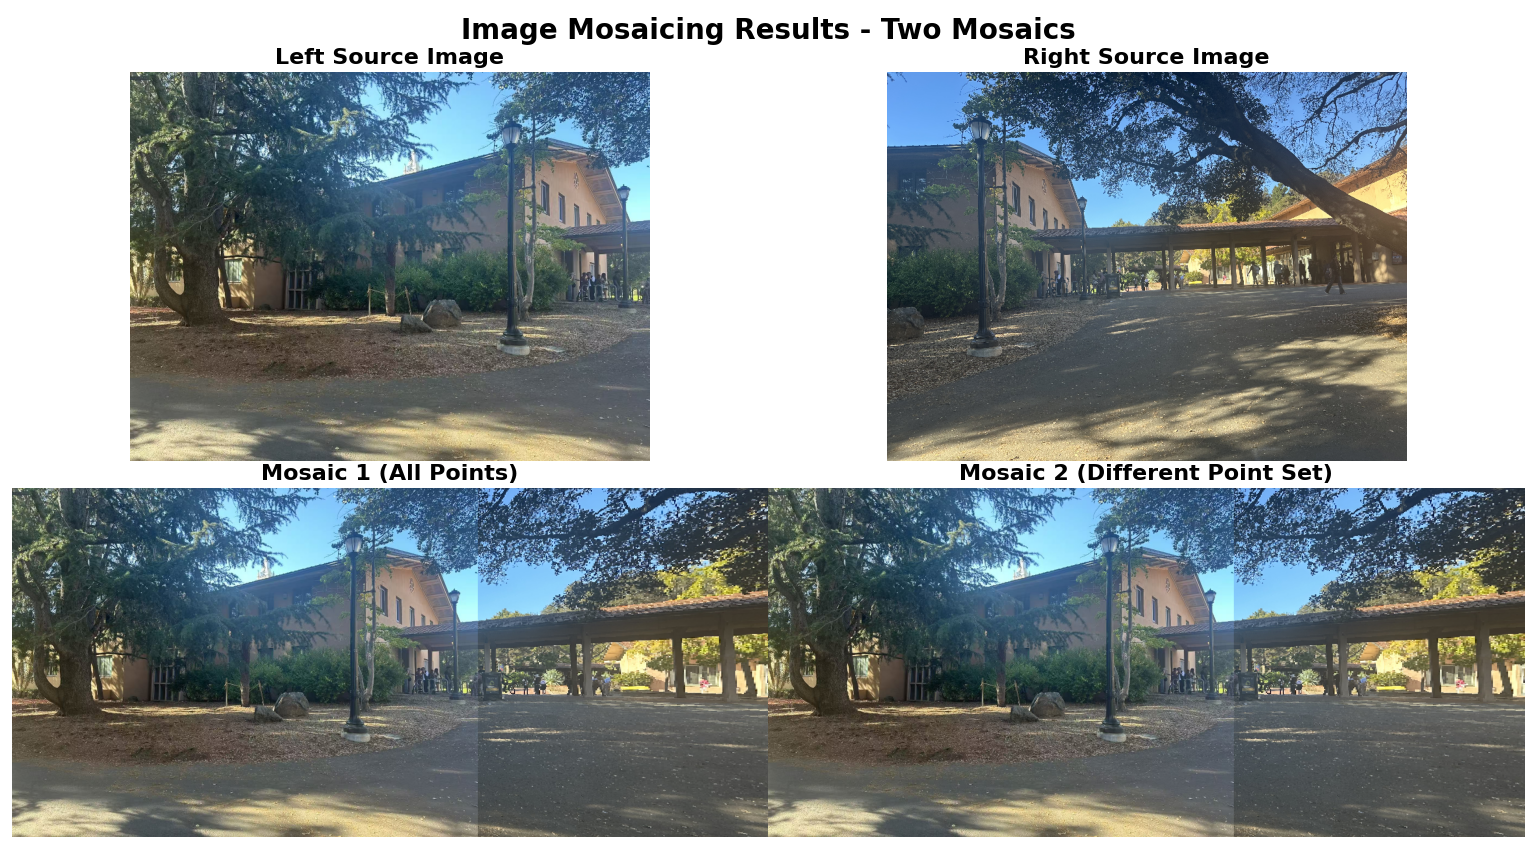 Image Mosaicing Results - Two Mosaics
Left Source Image
Right Source Image
Mosaic 1 (All Points)
Mosaic 2 (Different Point Set)